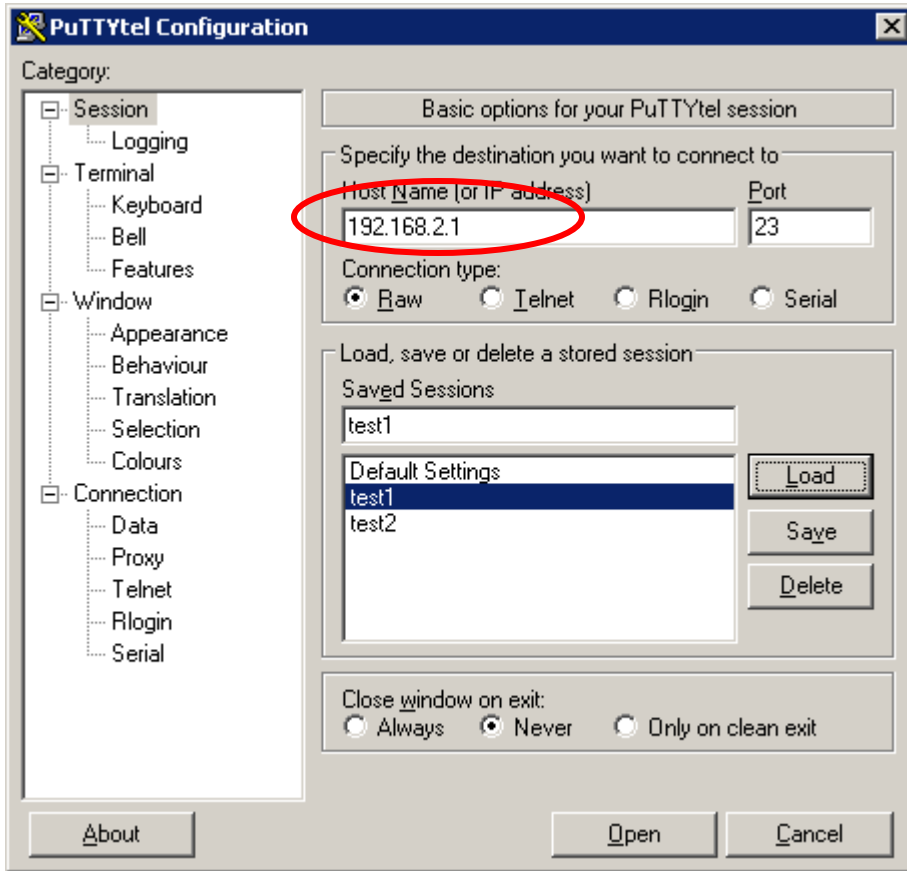 PuTTYtel Configuration
Category:
Session
Logging
Terminal
Keyboard
Bell
Features
Window
Appearance
Behaviour
Translation
Selection
Colours
Connection
Data
Proxy
Telnet
Rlogin
Serial
Basic options for your PuTTYtel session
Specify the destination you want to connect to
Host Name (or IP address) Port
192.168.2.1 23
Connection type:
Raw Telnet Rlogin Serial
Load, save or delete a stored session
Saved Sessions
test1
Default Settings
test1
test2
Load
Save
Delete
Close window on exit:
Always Never Only on clean exit
About Open Cancel